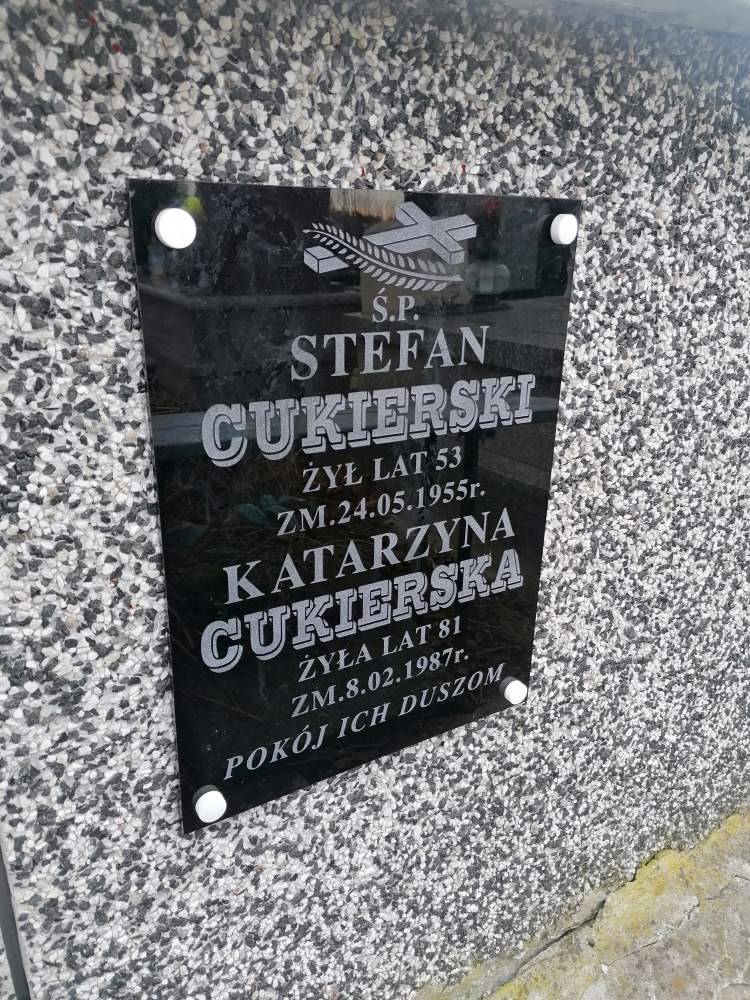 Ś.P.
STEFAN
CUKIERSKI
ŻYŁ LAT 53
ZM.24.05.1955r.
KATARZYNA
CUKIERSKA
ŻYŁA LAT 81
ZM.8.02.1987r.
POKÓJ ICH DUSZOM